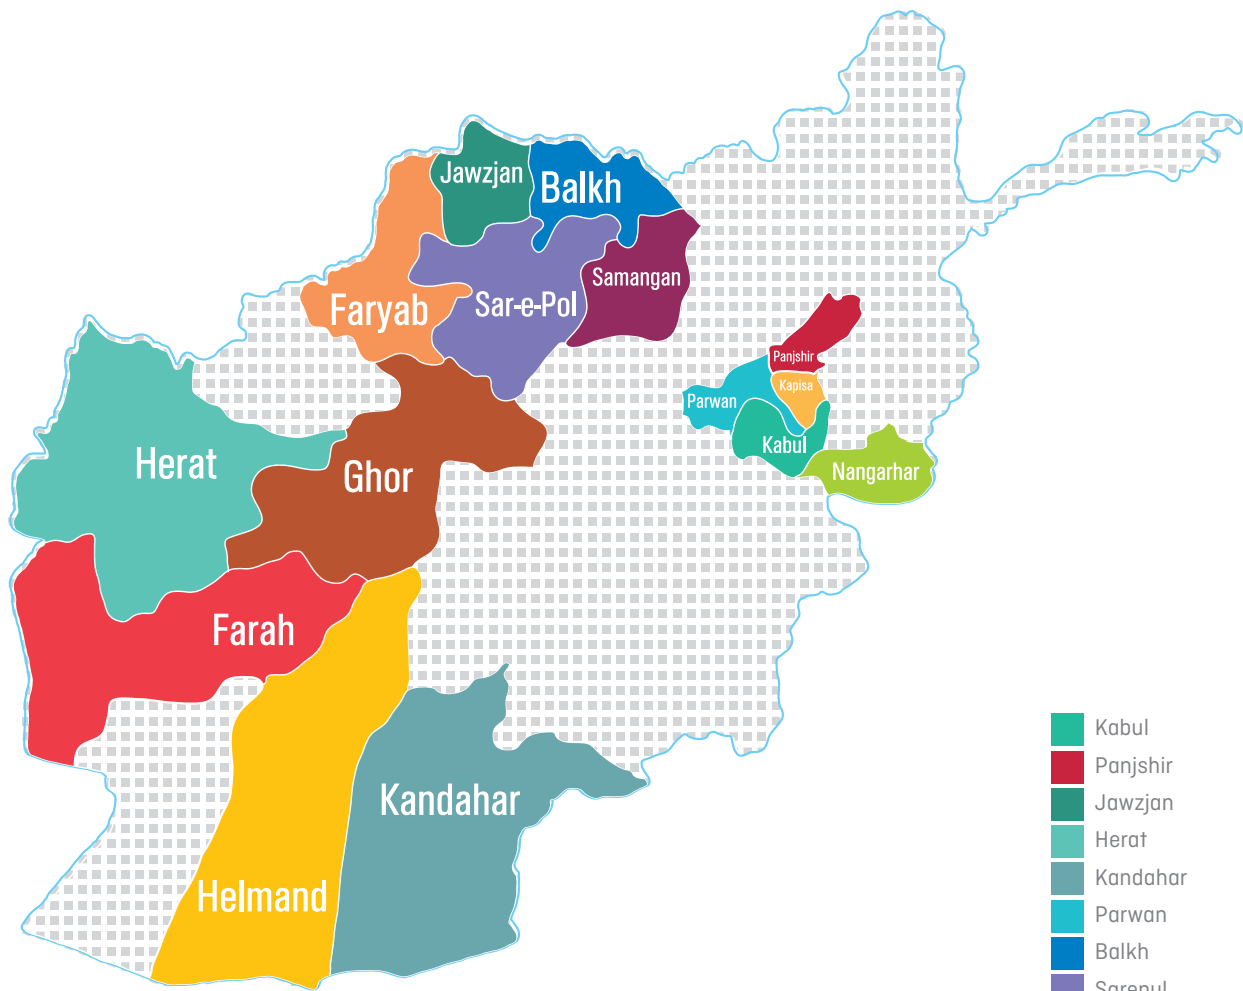 Jawzjan
Balkh
Samangan
Sar-e-Pol
Faryab
Panjshir
Kapisa
Parwan
Kabul
Nangarhar
Herat
Ghor
Farah
Kandahar
Helmand
Kabul
Panjshir
Jawzjan
Herat
Kandahar
Parwan
Balkh
Sarepul